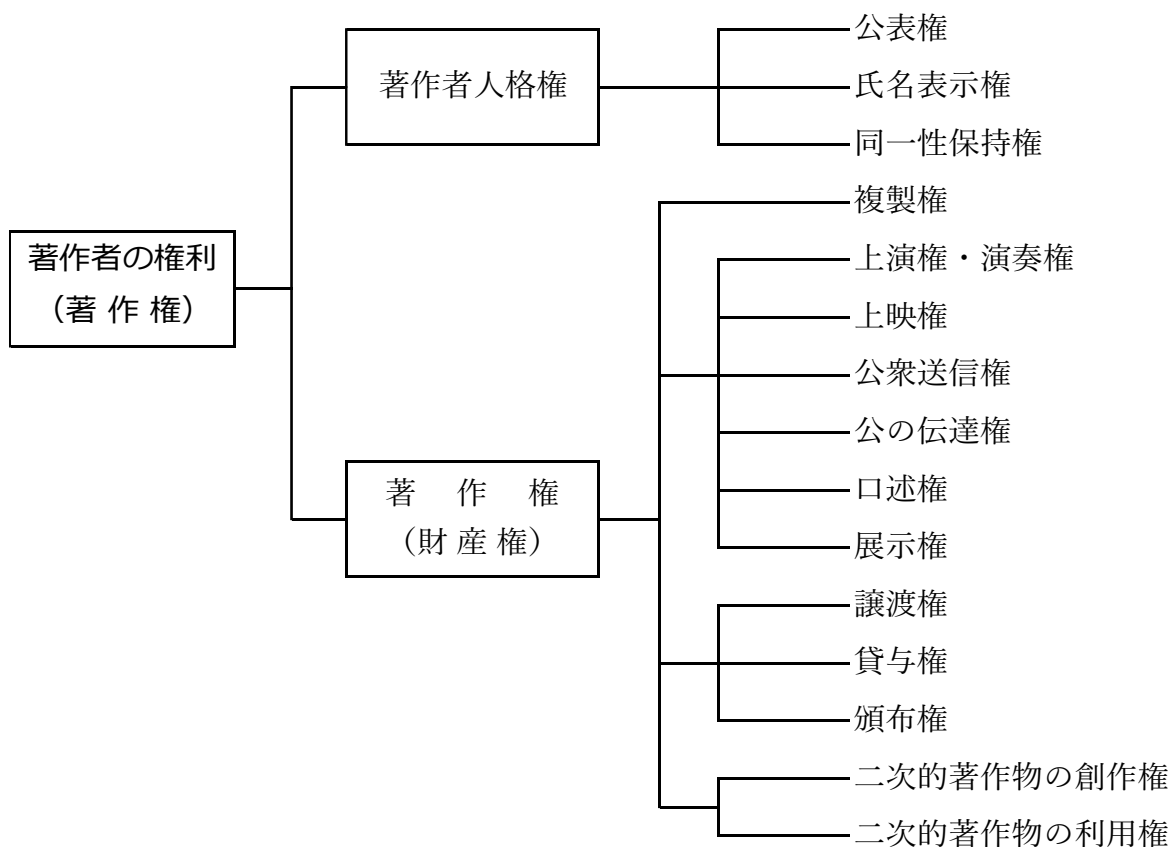 著作者の権利
（著 作 権）
著作者人格権
公表権
氏名表示権
同一性保持権
著 作 権
（財 産 権）
複製権
上演権・演奏権
上映権
公衆送信権
公の伝達権
口述権
展示権
譲渡権
貸与権
頒布権
二次的著作物の創作権
二次的著作物の利用権